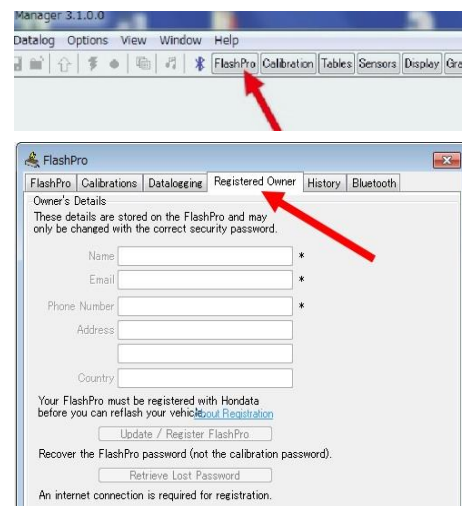 Manager 3.1.0.0
Datalog Options View Window Help
FlashPro Calibration Tables Sensors Display Gra
FlashPro
FlashPro Calibrations Datalogging Registered Owner History Bluetooth
Owner's Details
These details are stored on the FlashPro and may
only be changed with the correct security password.
Name *
Email *
Phone Number *
Address
Country
Your FlashPro must be registered with Hondata
before you can reflash your vehicle. About Registration
Update / Register FlashPro
Recover the FlashPro password (not the calibration password).
Retrieve Lost Password
An internet connection is required for registration.